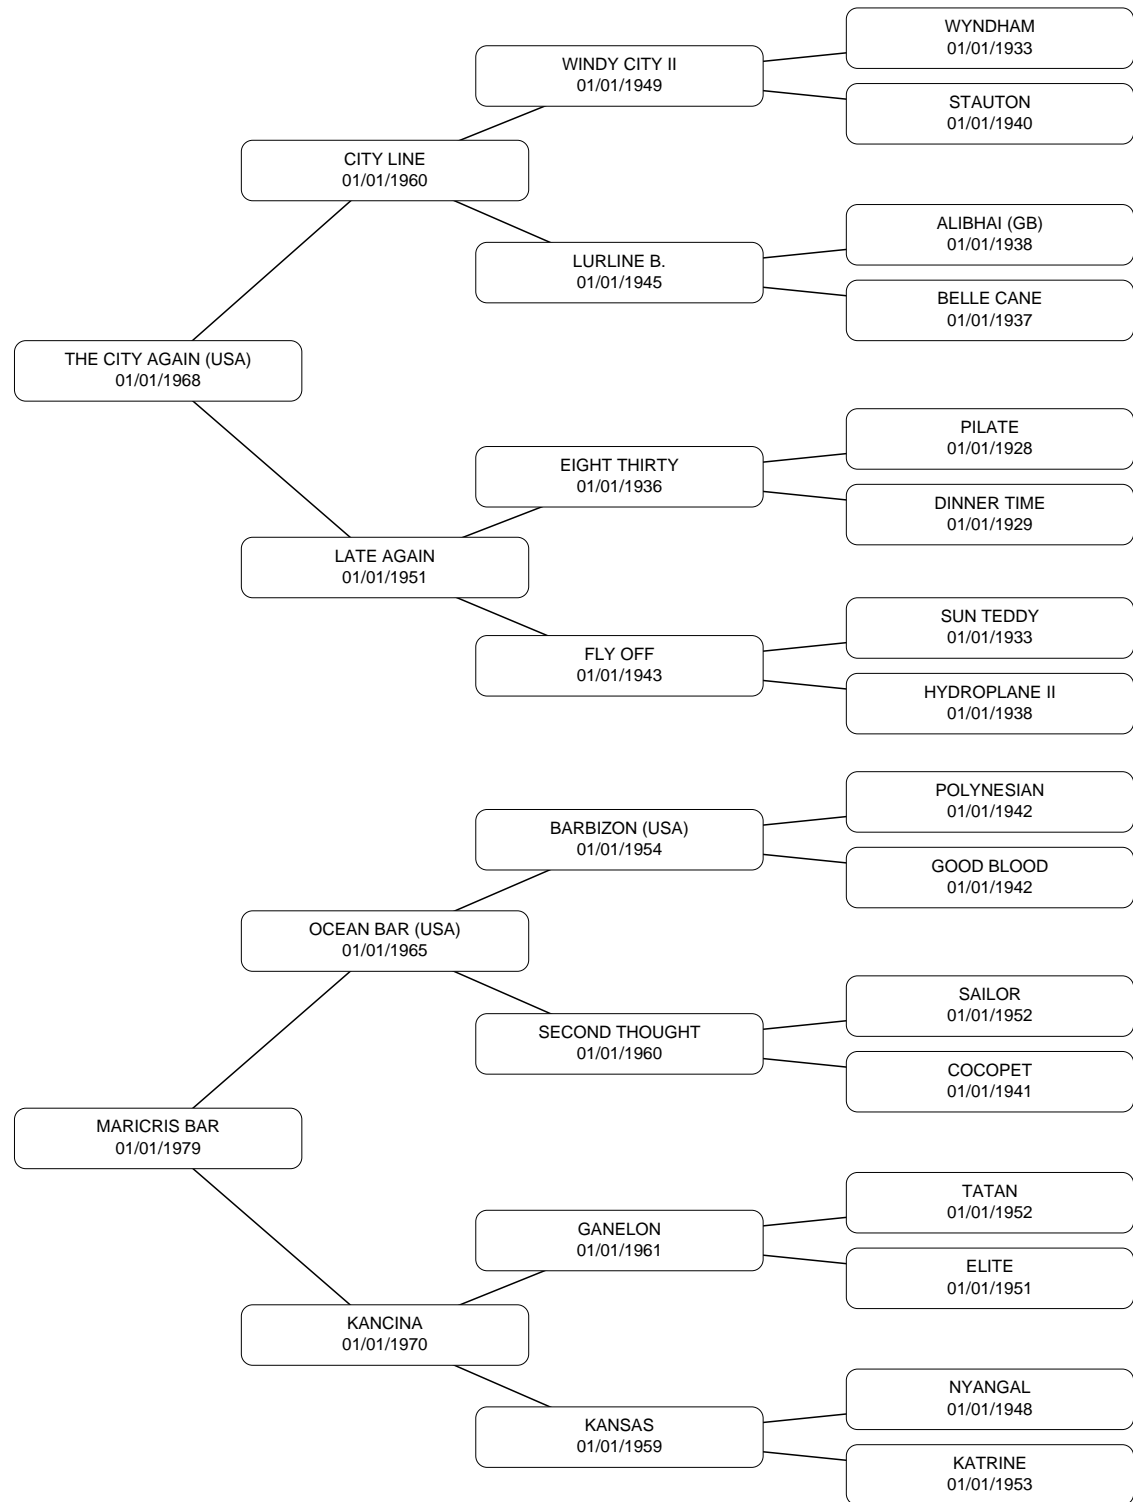 WYNDHAM
01/01/1933
WINDY CITY II
01/01/1949
STAUTON
01/01/1940
CITY LINE
01/01/1960
ALIBHAI (GB)
01/01/1938
LURLINE B.
01/01/1945
BELLE CANE
01/01/1937
THE CITY AGAIN (USA)
01/01/1968
PILATE
01/01/1928
EIGHT THIRTY
01/01/1936
DINNER TIME
01/01/1929
LATE AGAIN
01/01/1951
SUN TEDDY
01/01/1933
FLY OFF
01/01/1943
HYDROPLANE II
01/01/1938
POLYNESIAN
01/01/1942
BARBIZON (USA)
01/01/1954
GOOD BLOOD
01/01/1942
OCEAN BAR (USA)
01/01/1965
SAILOR
01/01/1952
SECOND THOUGHT
01/01/1960
COCOPET
01/01/1941
MARICRIS BAR
01/01/1979
TATAN
01/01/1952
GANELON
01/01/1961
ELITE
01/01/1951
KANCINA
01/01/1970
NYANGAL
01/01/1948
KANSAS
01/01/1959
KATRINE
01/01/1953